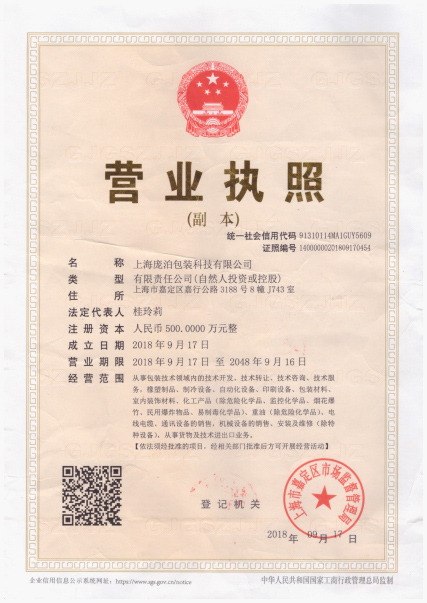 营业执照
(副 本)
统一社会信用代码 91310114MA1GUY5609
证照编号 14000000201809170454
名 称 上海庞泊包装科技有限公司
类 型 有限责任公司(自然人投资或控股)
住 所 上海市嘉定区嘉行公路3188号8幢J743室
法定代表人 桂玲莉
注册资本 人民币500.0000万元整
成立日期 2018年9月17日
营业期限 2018年9月17日 至 2048年9月16日
经营范围 从事包装技术领域内的技术开发、技术转让、技术咨询、技术服
务，橡塑制品、制冷设备、自动化设备、印刷设备、包装材料、
室内装饰材料、化工产品（除危险化学品、监控化学品、烟花爆
竹、民用爆炸物品、易制毒化学品）、重油（除危险化学品）、电
线电缆、通讯设备的销售，机械设备的销售、安装及维修（除特
种设备），从事货物及技术进出口业务。
【依法须经批准的项目，经相关部门批准后方可开展经营活动】
登记机关
上海市嘉定区市场监督管理局
2018 年 09 月 17 日
企业信用信息公示系统网址：https://www.sgs.gov.cn/notice
中华人民共和国国家工商行政管理总局监制